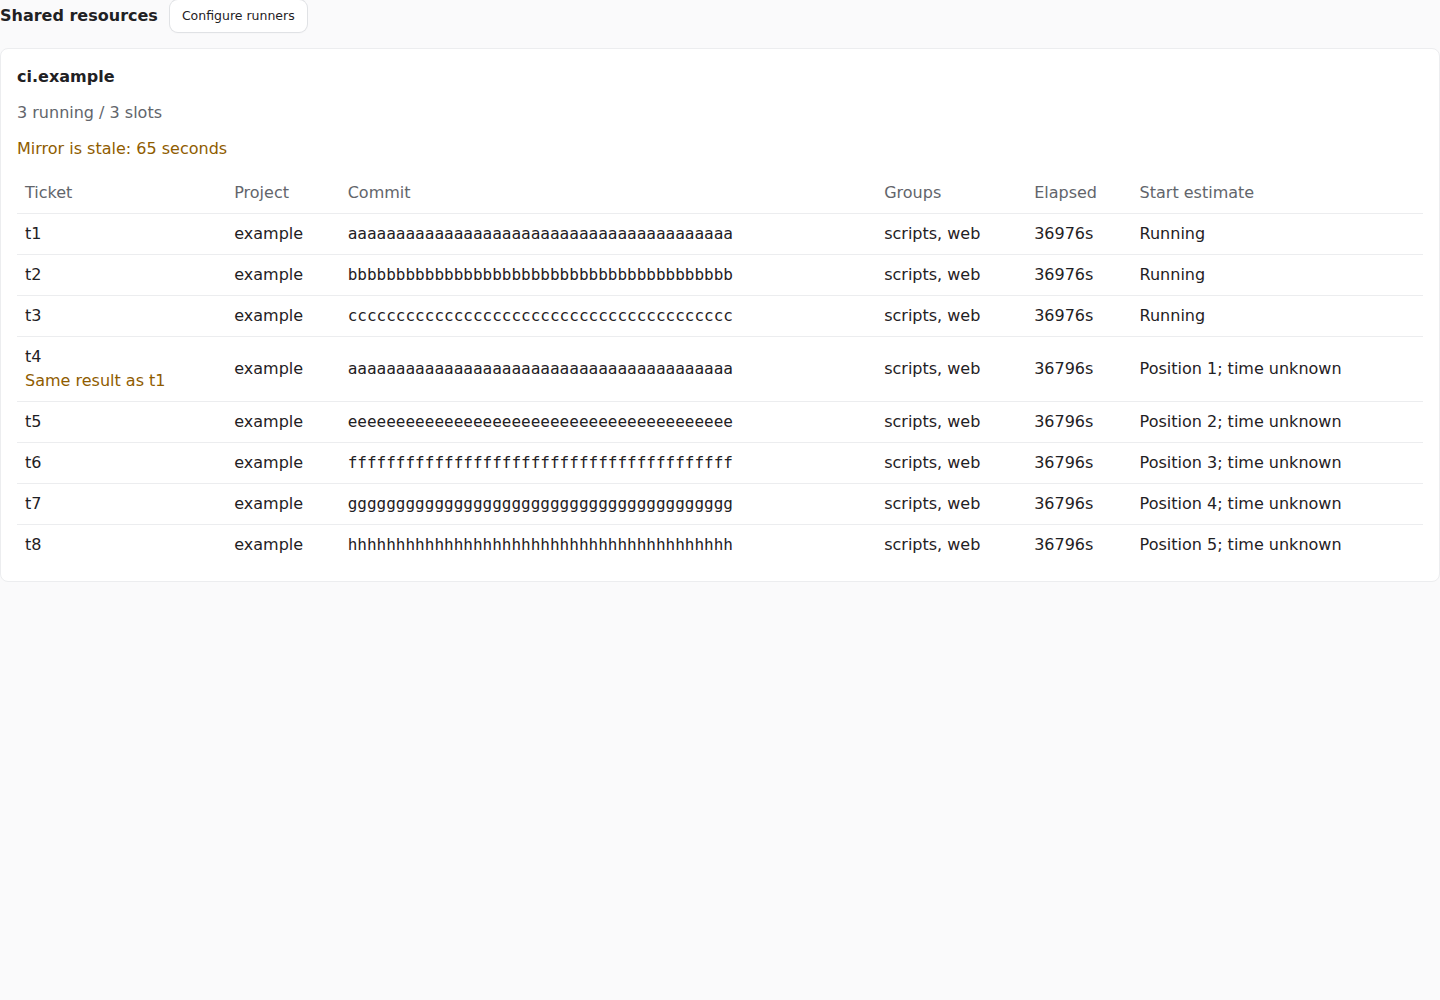 Shared resources Configure runners
ci.example
3 running / 3 slots
Mirror is stale: 65 seconds
Ticket Project Commit Groups Elapsed Start estimate
t1 example aaaaaaaaaaaaaaaaaaaaaaaaaaaaaaaaaaaaaaaa scripts, web 36976s Running
t2 example bbbbbbbbbbbbbbbbbbbbbbbbbbbbbbbbbbbbbbbb scripts, web 36976s Running
t3 example cccccccccccccccccccccccccccccccccccccccc scripts, web 36976s Running
t4 example aaaaaaaaaaaaaaaaaaaaaaaaaaaaaaaaaaaaaaaa scripts, web 36796s Position 1; time unknown
Same result as t1
t5 example eeeeeeeeeeeeeeeeeeeeeeeeeeeeeeeeeeeeeeee scripts, web 36796s Position 2; time unknown
t6 example ffffffffffffffffffffffffffffffffffffffff scripts, web 36796s Position 3; time unknown
t7 example gggggggggggggggggggggggggggggggggggggggg scripts, web 36796s Position 4; time unknown
t8 example hhhhhhhhhhhhhhhhhhhhhhhhhhhhhhhhhhhhhhhh scripts, web 36796s Position 5; time unknown